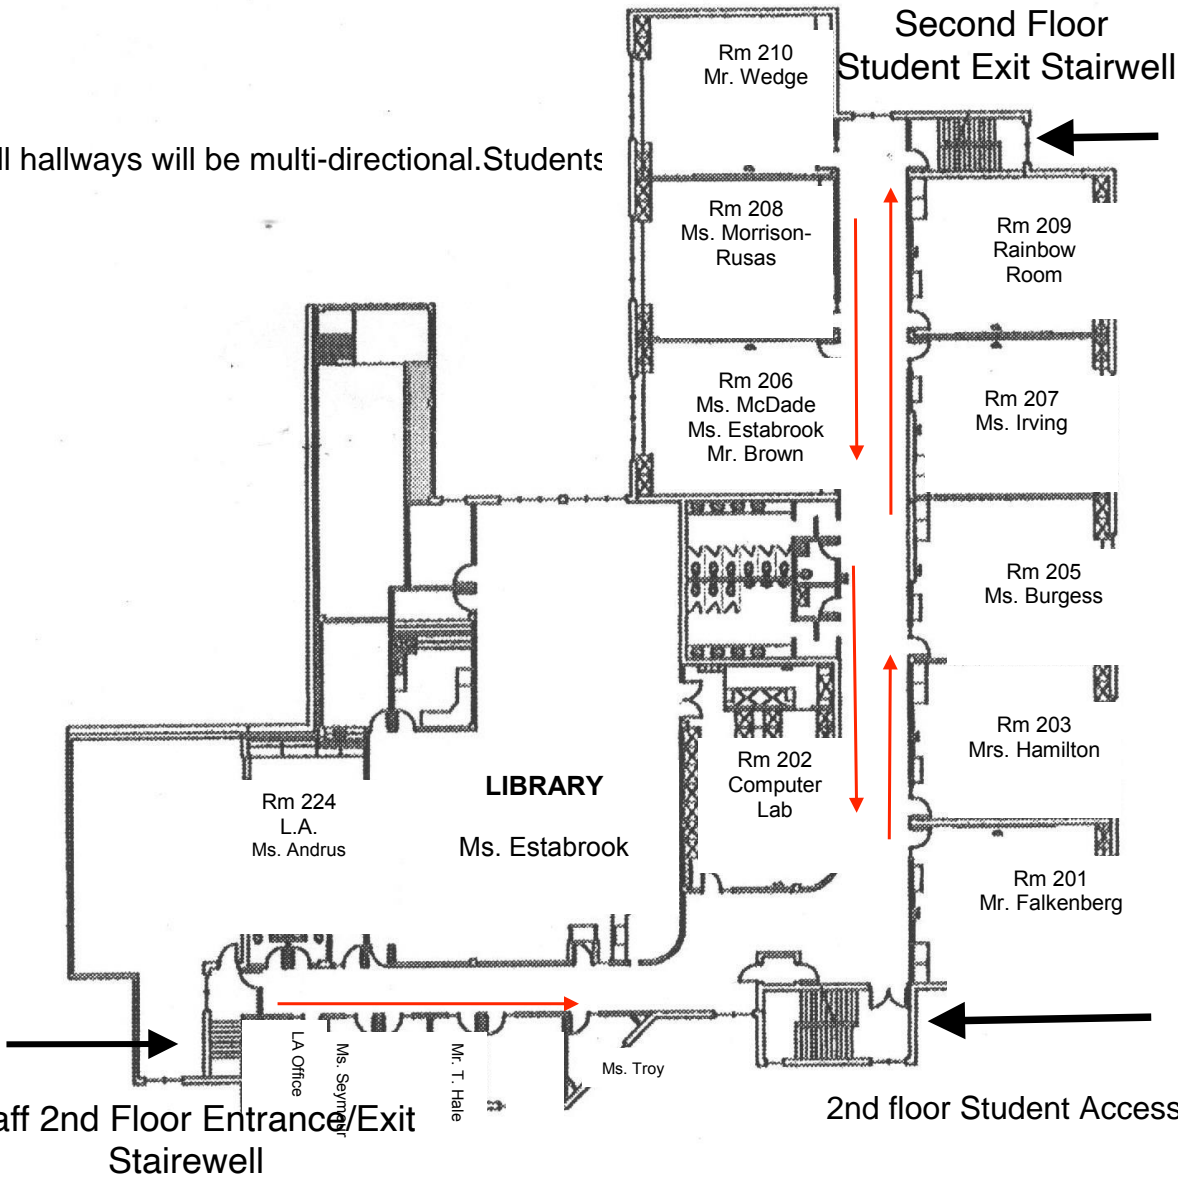 Second Floor
Student Exit Stairwell
Rm 210
Mr. Wedge
ll hallways will be multi-directional.Students
Rm 208
Ms. Morrison-
Rusas
Rm 209
Rainbow
Room
Rm 206
Ms. McDade
Ms. Estabrook
Mr. Brown
Rm 207
Ms. Irving
Rm 205
Ms. Burgess
Rm 203
Mrs. Hamilton
Rm 202
Computer
Lab
LIBRARY
Ms. Estabrook
Rm 224
L.A.
Ms. Andrus
Rm 201
Mr. Falkenberg
LA Office
Ms. Seymour
Mr. T. Hale
Ms. Troy
aff 2nd Floor Entrance/Exit
Stairewell
2nd floor Student Access